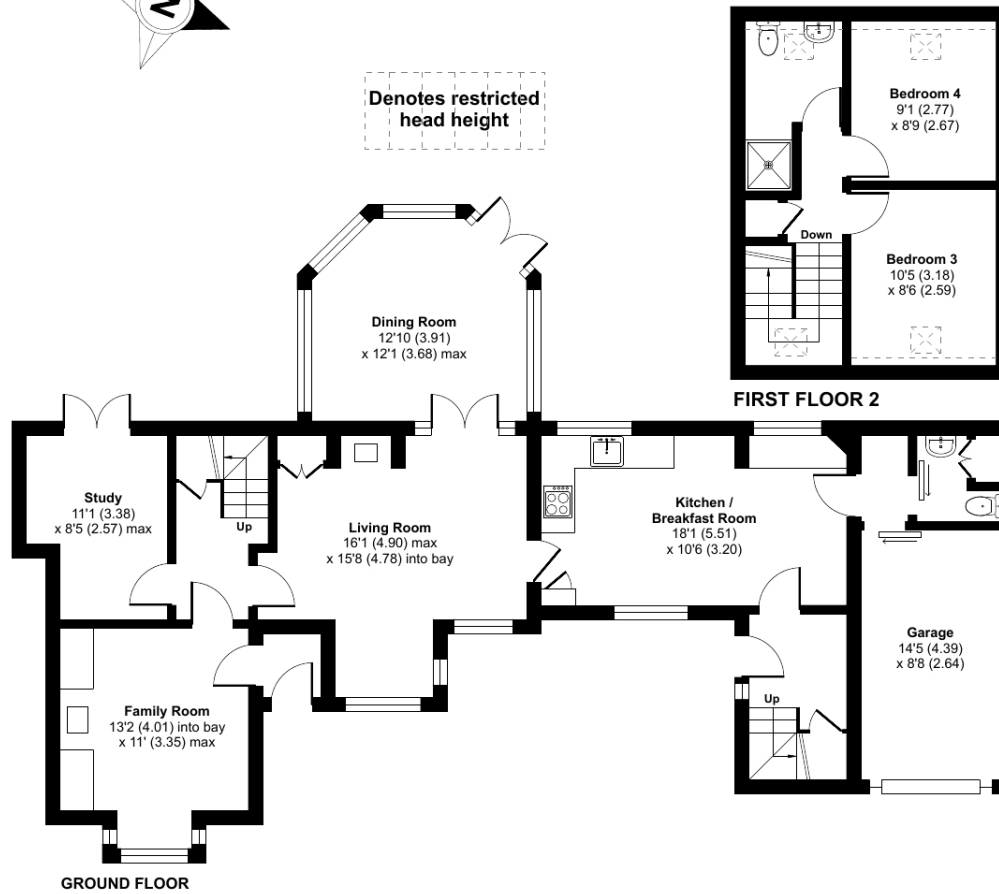 N
Denotes restricted
head height
Bedroom 4
9'1 (2.77)
x 8'9 (2.67)
Down
Bedroom 3
10'5 (3.18)
x 8'6 (2.59)
FIRST FLOOR 2
Dining Room
12'10 (3.91)
x 12'1 (3.68) max
Study
11'1 (3.38)
x 8'5 (2.57) max
Up
Living Room
16'1 (4.90) max
x 15'8 (4.78) into bay
Kitchen /
Breakfast Room
18'1 (5.51)
x 10'6 (3.20)
Garage
14'5 (4.39)
x 8'8 (2.64)
Family Room
13'2 (4.01) into bay
x 11' (3.35) max
Up
GROUND FLOOR